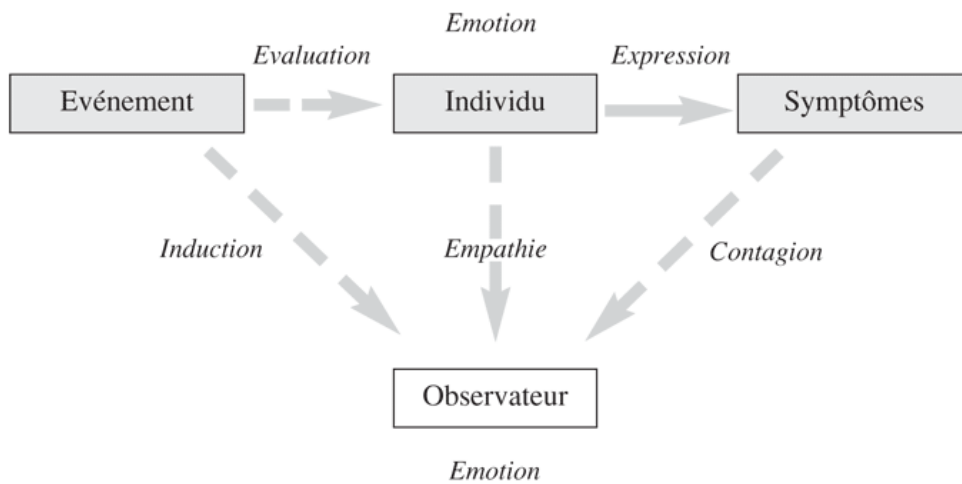 Emotion
Evaluation
Expression
Evénement
Individu
Symptômes
Induction
Empathie
Contagion
Observateur
Emotion